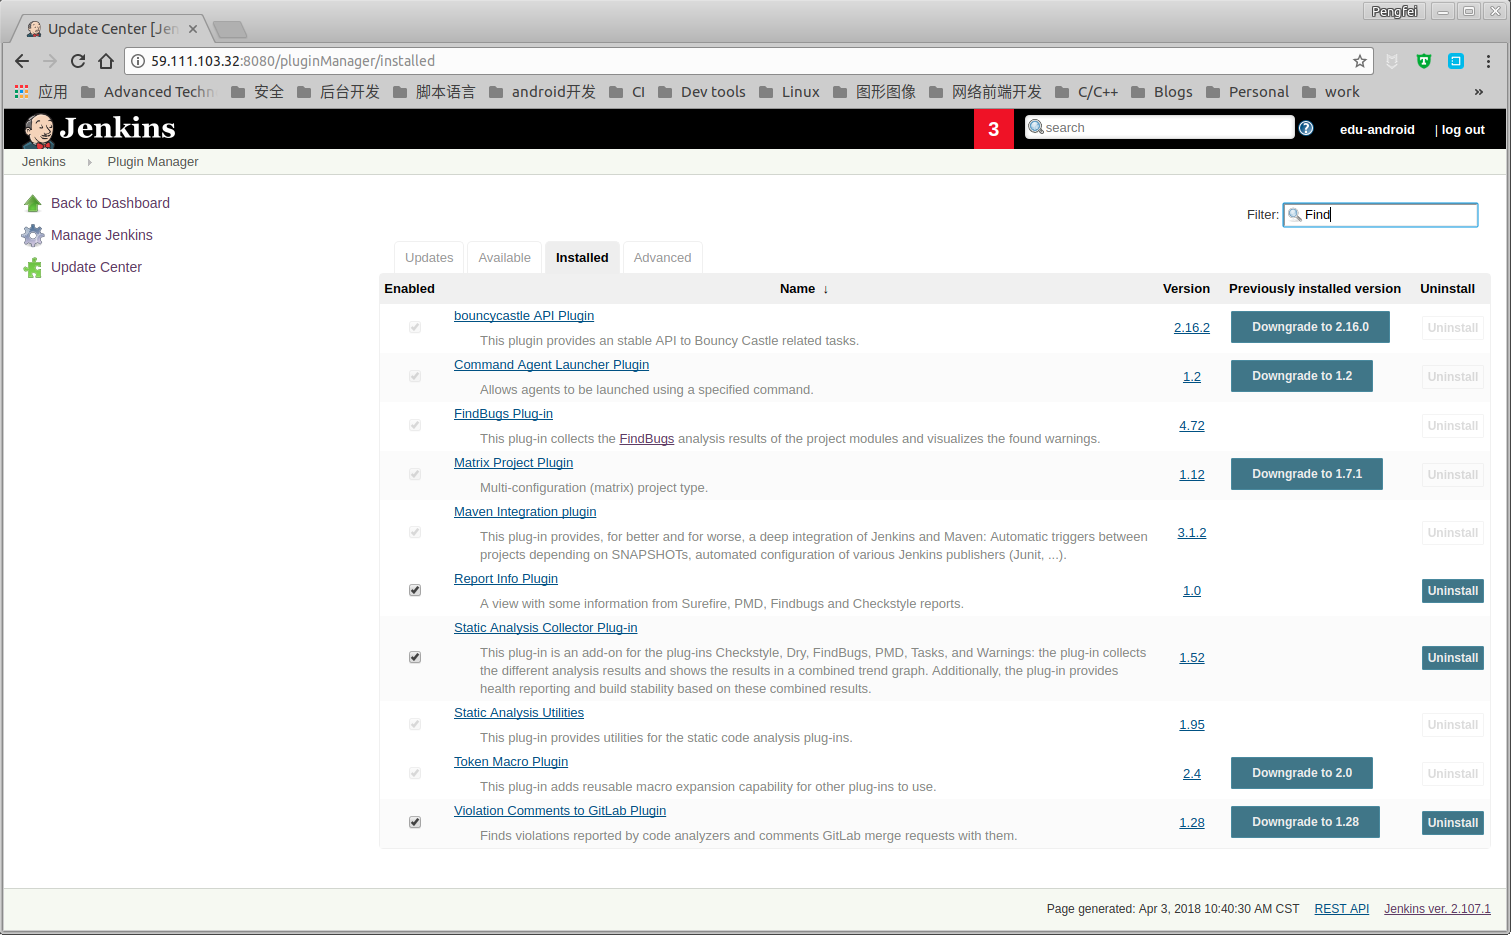 Pengfei
Update Center [Jen
59.111.103.32:8080/pluginManager/installed
应用 Advanced Techn 安全 后台开发 脚本语言 android开发 CI Dev tools Linux 图形图像 网络前端开发 C/C++ Blogs Personal work »
Jenkins 3 search ? edu-android | log out
Jenkins Plugin Manager
Back to Dashboard
Manage Jenkins
Update Center
Filter: Find
Updates Available Installed Advanced
Enabled Name ↓ Version Previously installed version Uninstall
bouncycastle API Plugin
This plugin provides an stable API to Bouncy Castle related tasks.
2.16.2 Downgrade to 2.16.0 Uninstall
Command Agent Launcher Plugin
Allows agents to be launched using a specified command.
1.2 Downgrade to 1.2 Uninstall
FindBugs Plug-in
This plug-in collects the FindBugs analysis results of the project modules and visualizes the found warnings.
4.72 Uninstall
Matrix Project Plugin
Multi-configuration (matrix) project type.
1.12 Downgrade to 1.7.1 Uninstall
Maven Integration plugin
This plug-in provides, for better and for worse, a deep integration of Jenkins and Maven: Automatic triggers between
projects depending on SNAPSHOTs, automated configuration of various Jenkins publishers (Junit, ...).
3.1.2 Uninstall
Report Info Plugin
A view with some information from Surefire, PMD, Findbugs and Checkstyle reports.
1.0 Uninstall
Static Analysis Collector Plug-in
This plug-in is an add-on for the plug-ins Checkstyle, Dry, FindBugs, PMD, Tasks, and Warnings: the plug-in collects
the different analysis results and shows the results in a combined trend graph. Additionally, the plug-in provides
health reporting and build stability based on these combined results.
1.52 Uninstall
Static Analysis Utilities
This plug-in provides utilities for the static code analysis plug-ins.
1.95 Uninstall
Token Macro Plugin
This plug-in adds reusable macro expansion capability for other plug-ins to use.
2.4 Downgrade to 2.0 Uninstall
Violation Comments to GitLab Plugin
Finds violations reported by code analyzers and comments GitLab merge requests with them.
1.28 Downgrade to 1.28 Uninstall
Page generated: Apr 3, 2018 10:40:30 AM CST REST API Jenkins ver. 2.107.1